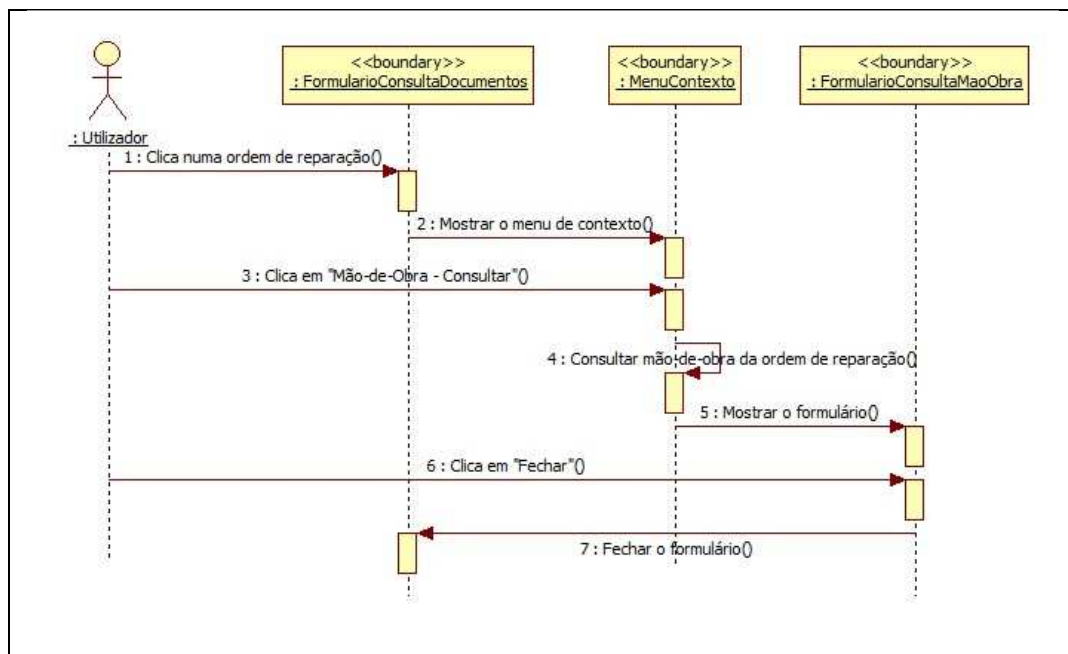 <<boundary>>
: FormularioConsultaDocumentos
<<boundary>>
: MenuContexto
<<boundary>>
: FormularioConsultaMaoObra
: Utilizador
1 : Clica numa ordem de reparação()
2 : Mostrar o menu de contexto()
3 : Clica em "Mão-de-Obra - Consultar"()
4 : Consultar mão-de-obra da ordem de reparação()
5 : Mostrar o formulário()
6 : Clica em "Fechar"()
7 : Fechar o formulário()